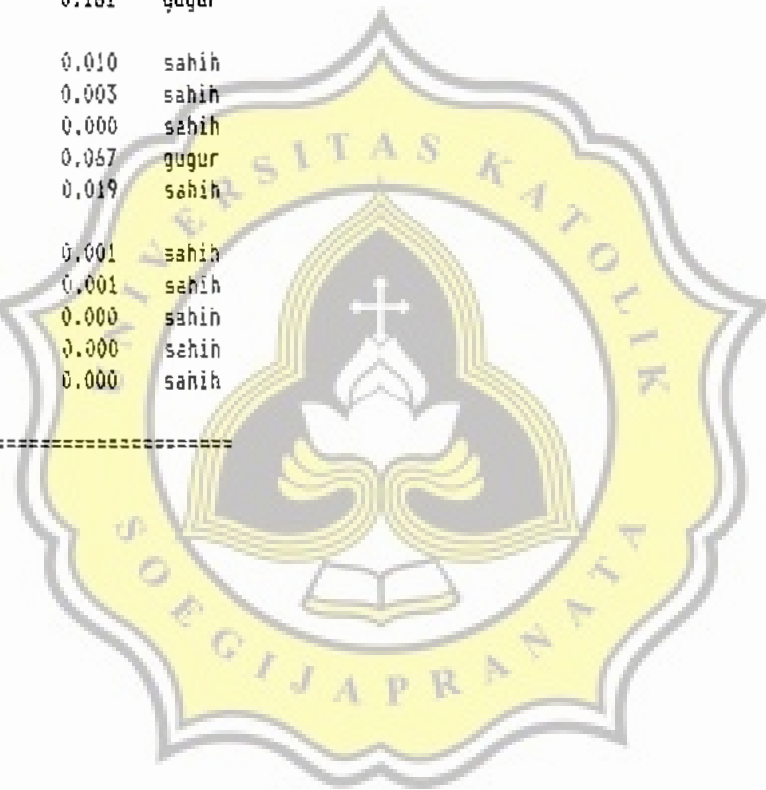 gugur
0.010 sahih
0.003 sahih
0.000 sahih
0.067 gugur
0.019 sahih
0.001 sahih
0.001 sahih
0.000 sahih
0.000 sahih
0.000 sahih
====================
UNIVERSITAS KATOLIK
SOEGIJAPRANATA